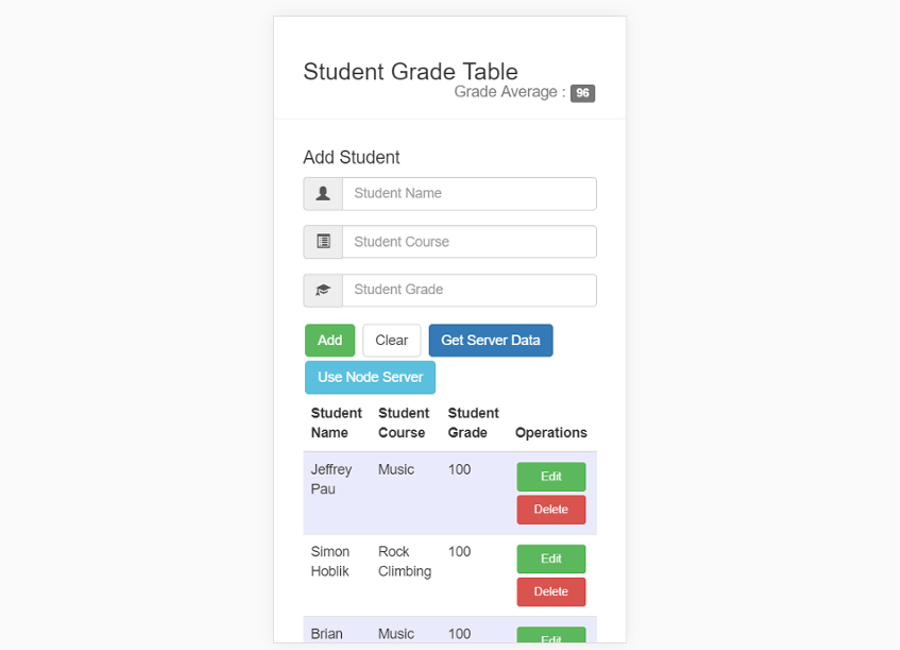 Student Grade Table
Grade Average : 96
Add Student
Student Name
Student Course
Student Grade
Add Clear Get Server Data
Use Node Server
Student Student Student
Name Course Grade Operations
Jeffrey Music 100 Edit
Pau
Delete
Simon Rock 100 Edit
Hoblik Climbing
Delete
Brian Music 100 Edit